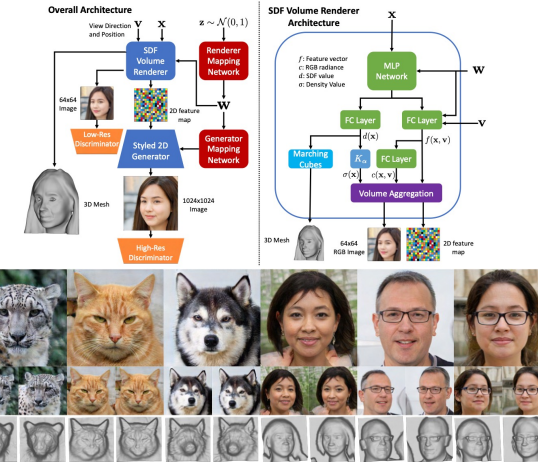 Overall Architecture
View Direction
and Position
v
x
z ~ N(0, 1)
SDF
Volume
Renderer
Renderer
Mapping
Network
64x64
Image
2D feature
map
w
Low-Res
Discriminator
Styled 2D
Generator
Generator
Mapping
Network
3D Mesh
1024x1024
Image
High-Res
Discriminator
SDF Volume Renderer
Architecture
x
f : Feature vector
c: RGB radiance
d: SDF value
σ: Density Value
MLP
Network
w
FC Layer
FC Layer
v
d(x)
f(x, v)
Marching
Cubes
Kα
FC Layer
σ(x)
c(x, v)
Volume Aggregation
3D Mesh
64x64
RGB Image
2D feature
map